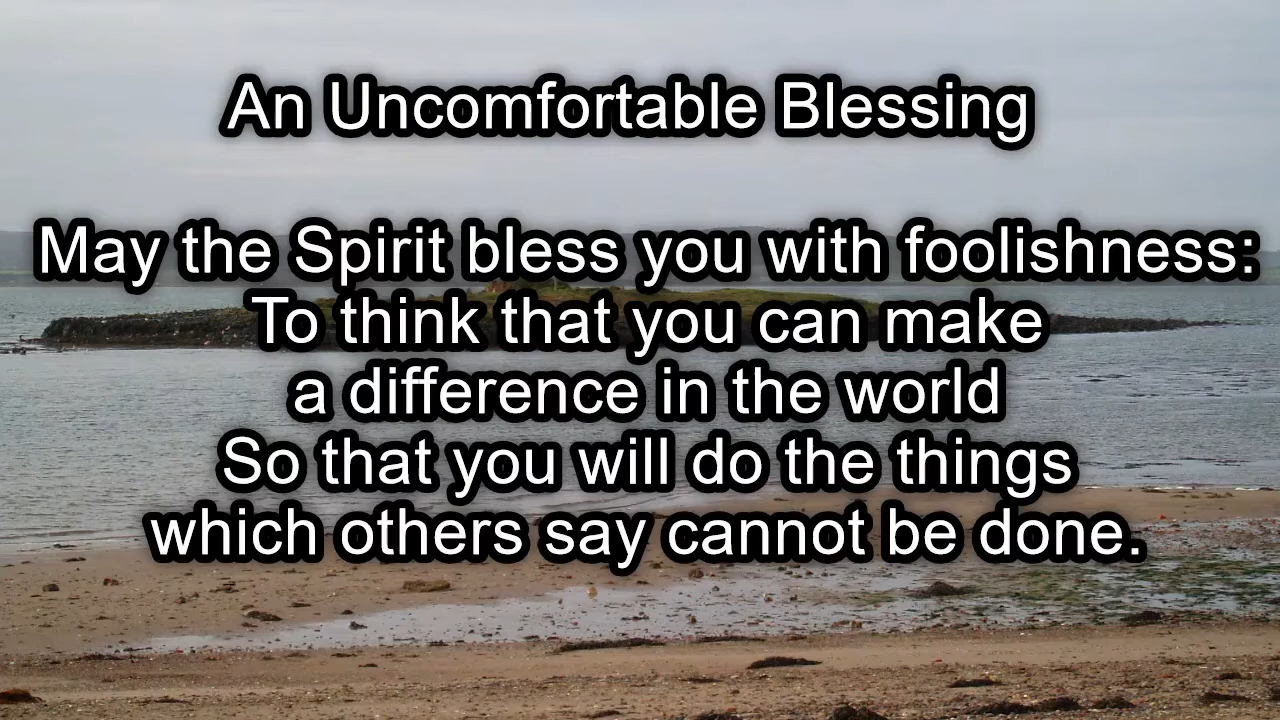 An Uncomfortable Blessing
May the Spirit bless you with foolishness:
To think that you can make
a difference in the world
So that you will do the things
which others say cannot be done.